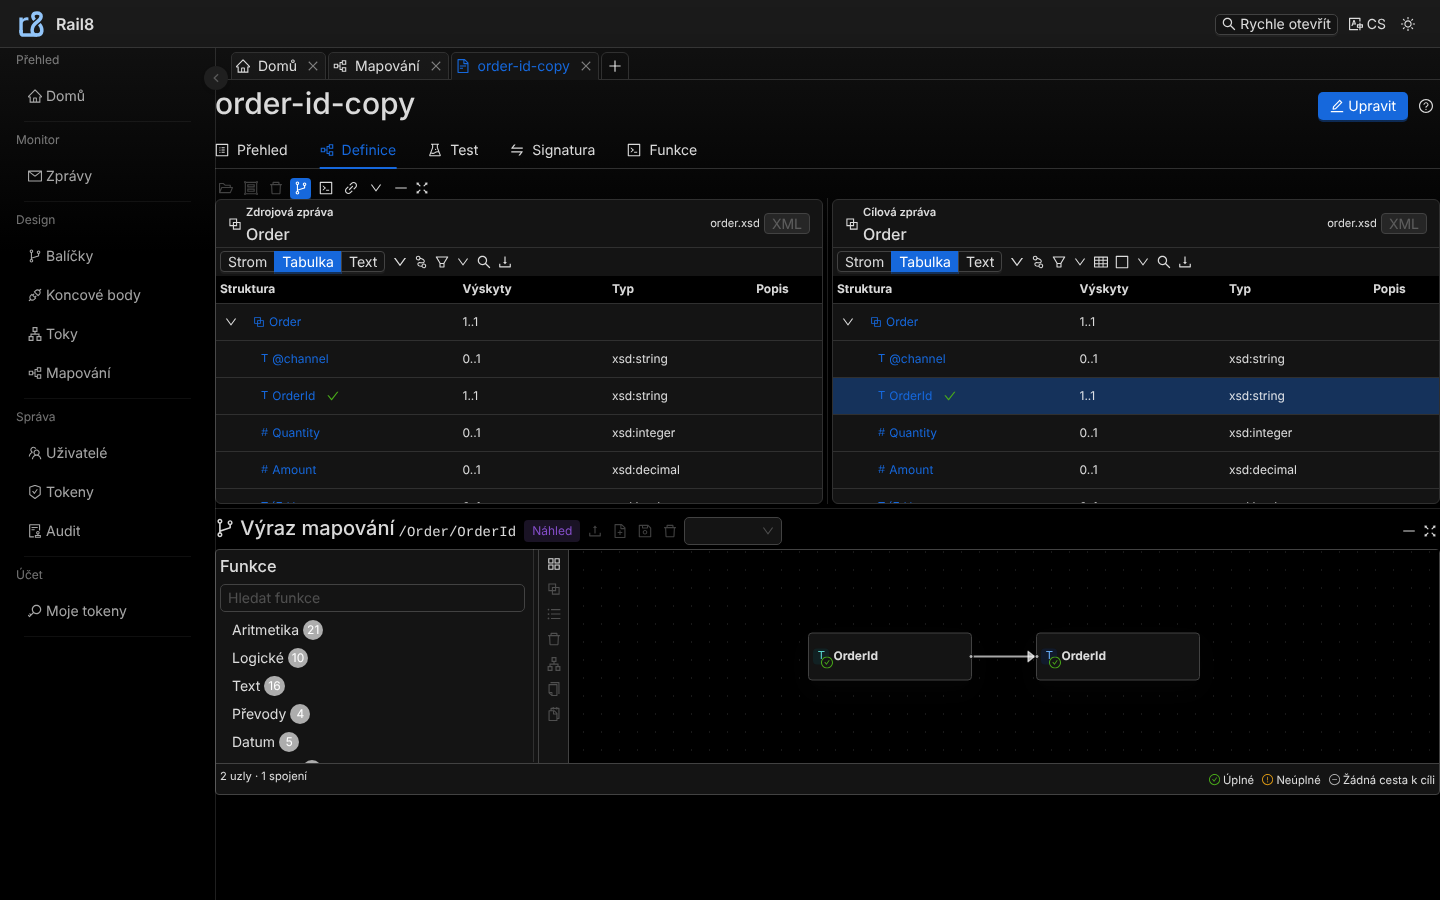 Rail8
Rychle otevřít
CS
Přehled
Domů
Monitor
Zprávy
Design
Balíčky
Koncové body
Toky
Mapování
Správa
Uživatelé
Tokeny
Audit
Účet
Moje tokeny
Domů
Mapování
order-id-copy
order-id-copy
Upravit
Přehled
Definice
Test
Signatura
Funkce
Zdrojová zpráva
Order
order.xsd XML
Strom Tabulka Text
Struktura Výskyty Typ Popis
Order 1..1
T @channel 0..1 xsd:string
T OrderId 1..1 xsd:string
# Quantity 0..1 xsd:integer
# Amount 0..1 xsd:decimal
Cílová zpráva
Order
order.xsd XML
Strom Tabulka Text
Struktura Výskyty Typ Popis
Order 1..1
T @channel 0..1 xsd:string
T OrderId 1..1 xsd:string
# Quantity 0..1 xsd:integer
# Amount 0..1 xsd:decimal
Výraz mapování /Order/OrderId Náhled
Funkce
Hledat funkce
Aritmetika 21
Logické 10
Text 16
Převody 4
Datum 5
T OrderId
T OrderId
2 uzly · 1 spojení
Úplné Neúplné Žádná cesta k cíli